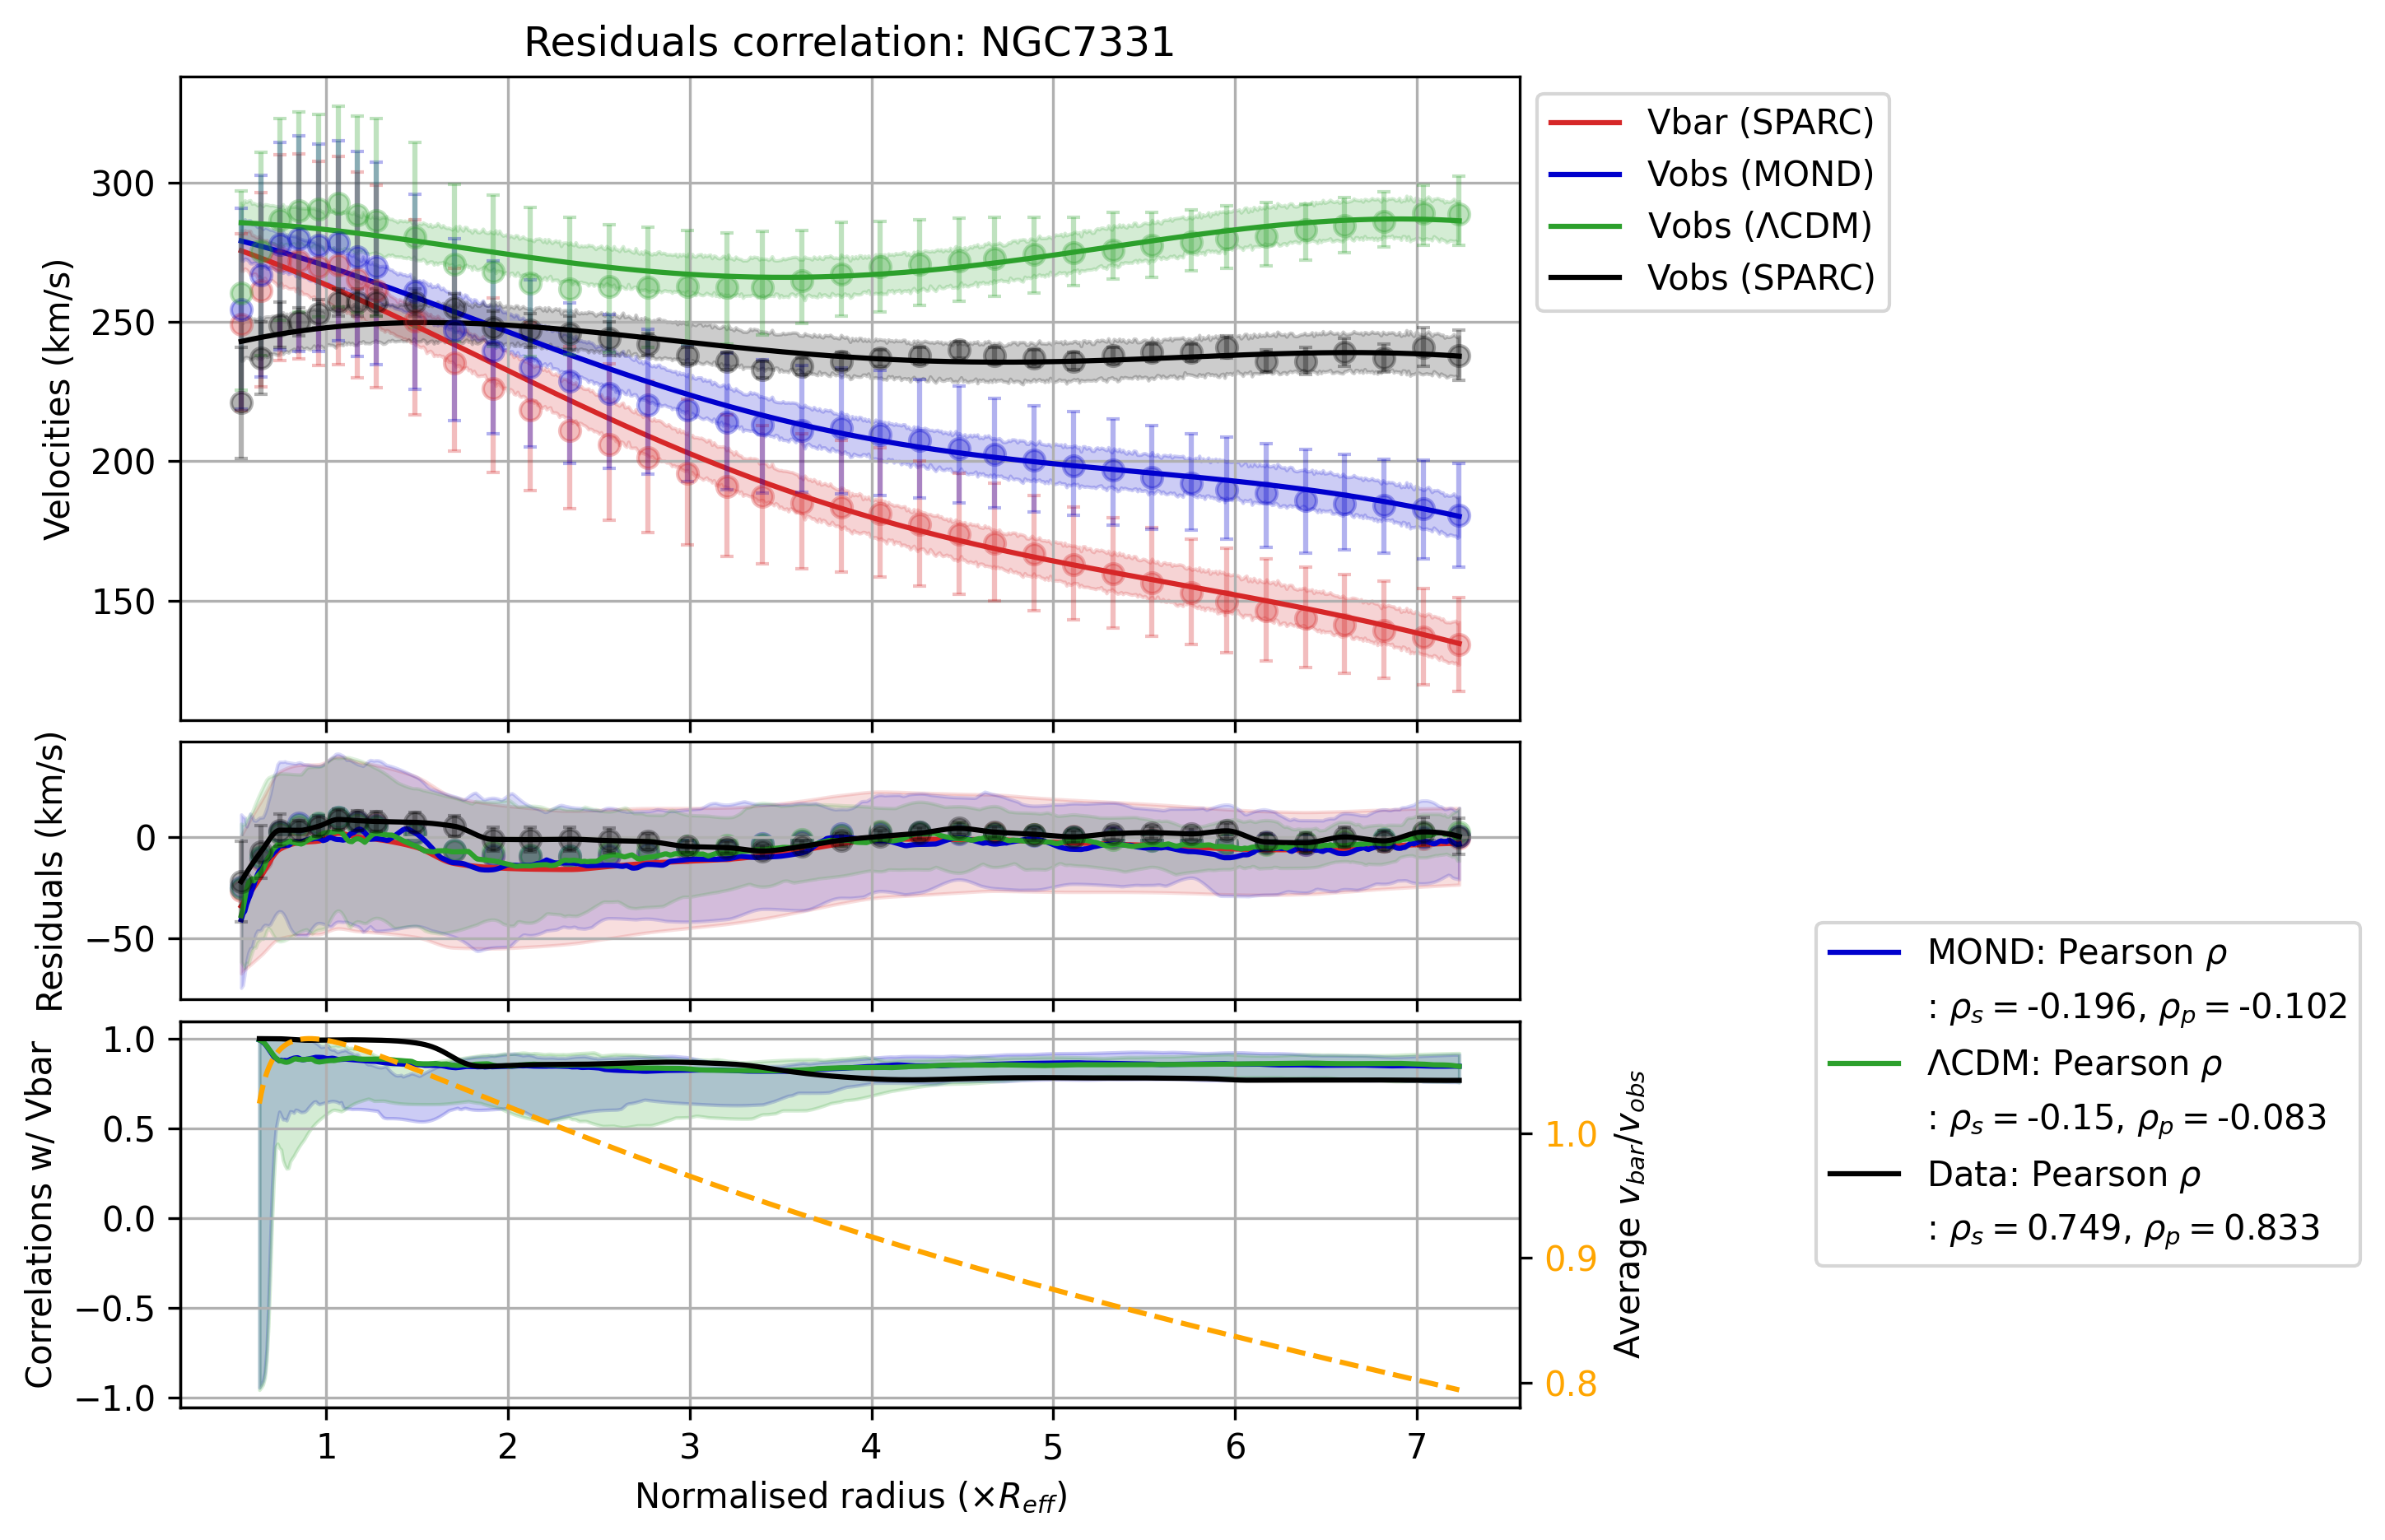 Residuals correlation: NGC7331
Velocities (km/s)
300
250
200
150
Vbar (SPARC)
Vobs (MOND)
Vobs (ΛCDM)
Vobs (SPARC)
Residuals (km/s)
0
−50
Correlations w/ Vbar
1.0
0.5
0.0
−0.5
−1.0
1.0
0.9
0.8
Average v_bar/v_obs
MOND: Pearson ρ
: ρ_s = -0.196, ρ_p = -0.102
ΛCDM: Pearson ρ
: ρ_s = -0.15, ρ_p = -0.083
Data: Pearson ρ
: ρ_s = 0.749, ρ_p = 0.833
1 2 3 4 5 6 7
Normalised radius (×R_eff)